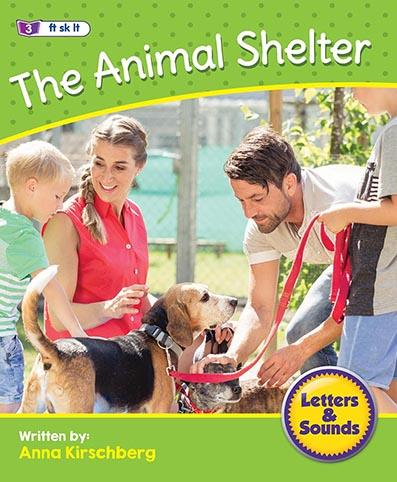 3 ft sk lt
The Animal Shelter
Letters
&
Sounds
Written by:
Anna Kirschberg